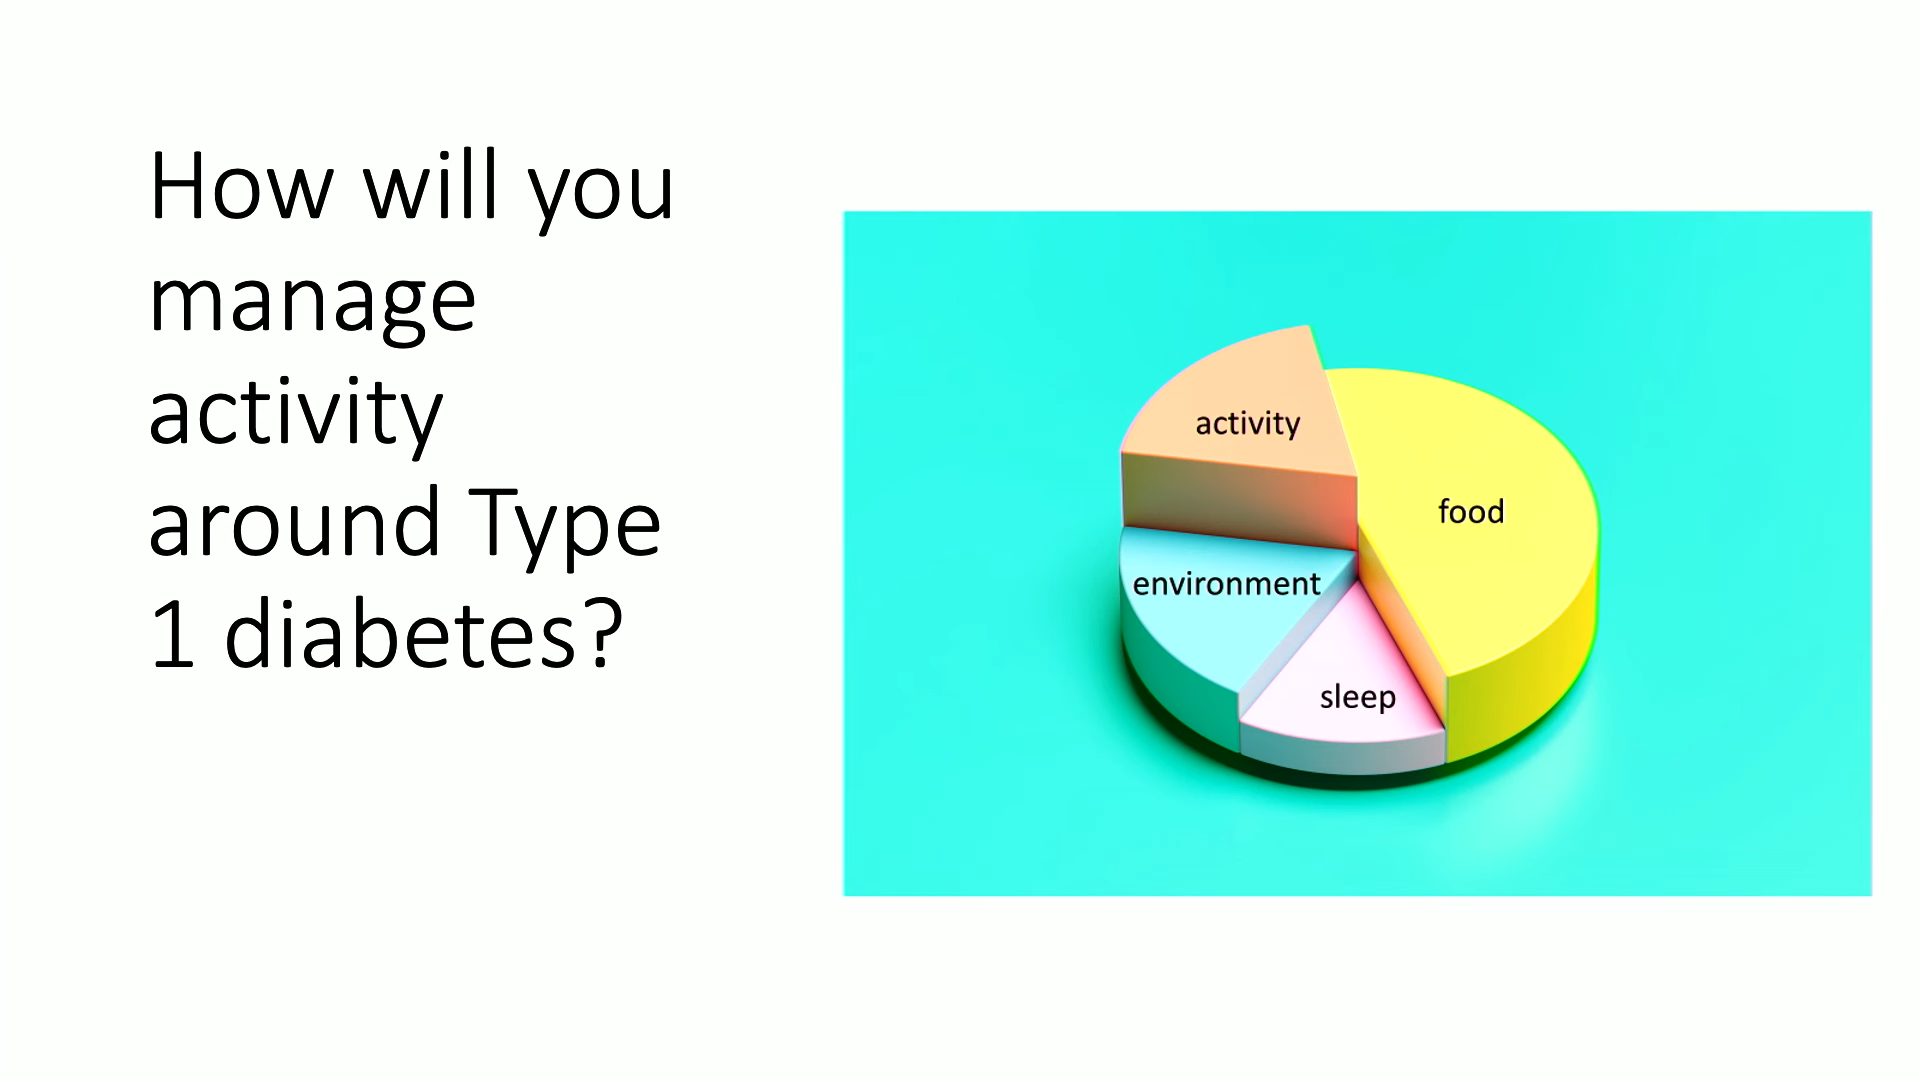 How will you
manage
activity
around Type
1 diabetes?
activity
food
environment
sleep